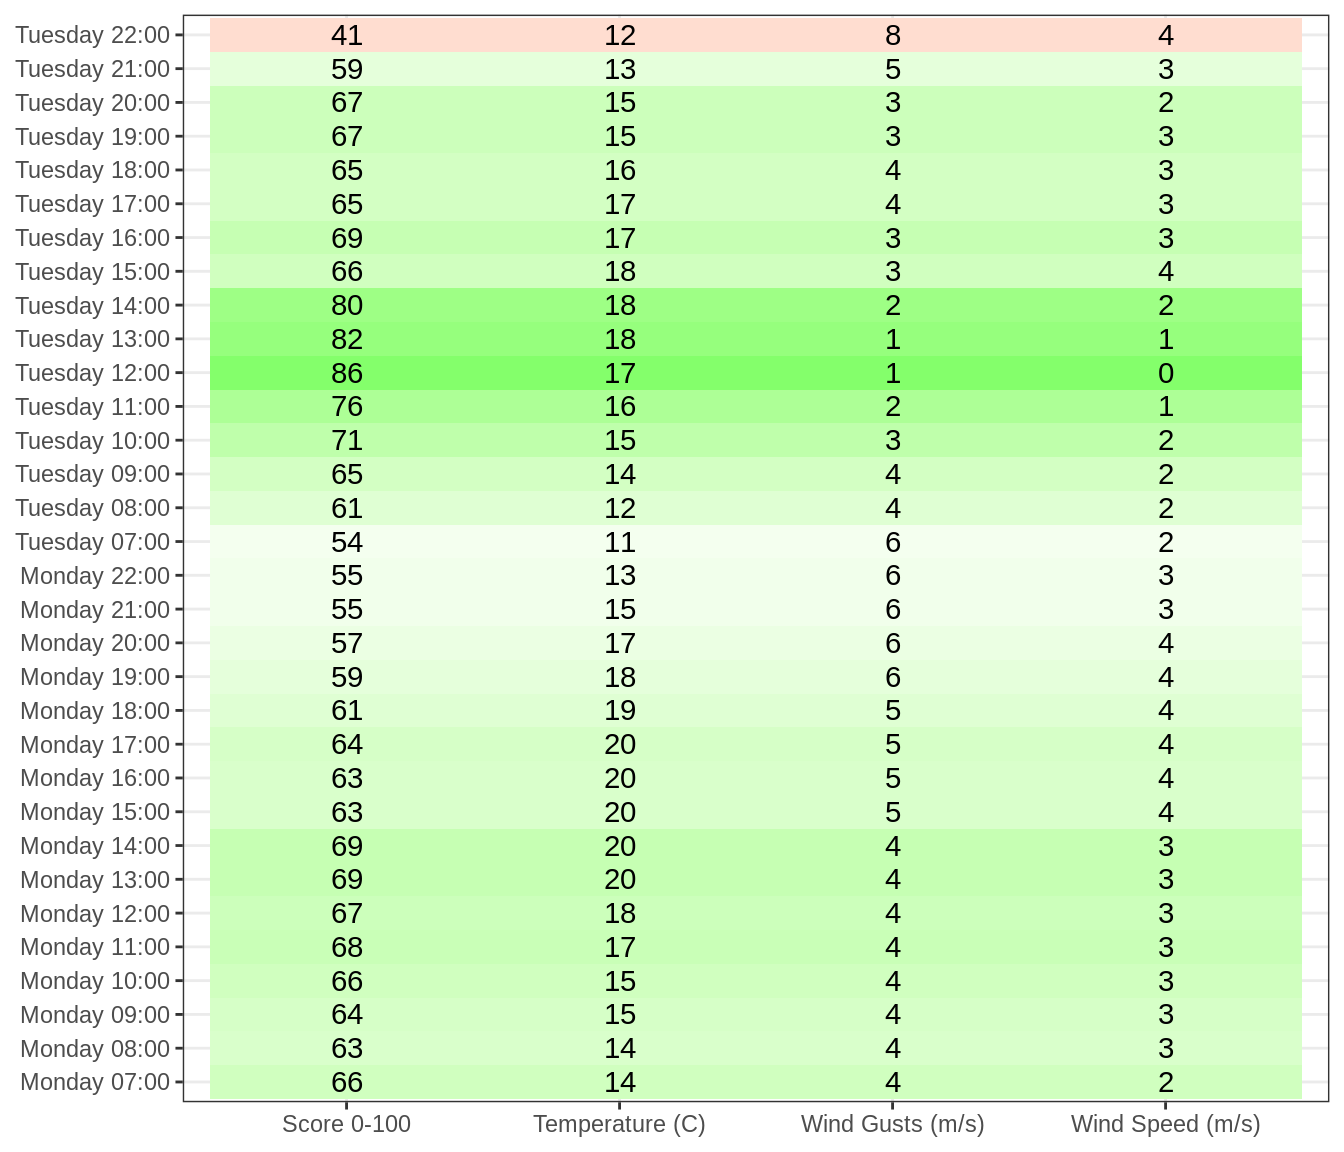 Tuesday 22:00 41 12 8 4
Tuesday 21:00 59 13 5 3
Tuesday 20:00 67 15 3 2
Tuesday 19:00 67 15 3 3
Tuesday 18:00 65 16 4 3
Tuesday 17:00 65 17 4 3
Tuesday 16:00 69 17 3 3
Tuesday 15:00 66 18 3 4
Tuesday 14:00 80 18 2 2
Tuesday 13:00 82 18 1 1
Tuesday 12:00 86 17 1 0
Tuesday 11:00 76 16 2 1
Tuesday 10:00 71 15 3 2
Tuesday 09:00 65 14 4 2
Tuesday 08:00 61 12 4 2
Tuesday 07:00 54 11 6 2
Monday 22:00 55 13 6 3
Monday 21:00 55 15 6 3
Monday 20:00 57 17 6 4
Monday 19:00 59 18 6 4
Monday 18:00 61 19 5 4
Monday 17:00 64 20 5 4
Monday 16:00 63 20 5 4
Monday 15:00 63 20 5 4
Monday 14:00 69 20 4 3
Monday 13:00 69 20 4 3
Monday 12:00 67 18 4 3
Monday 11:00 68 17 4 3
Monday 10:00 66 15 4 3
Monday 09:00 64 15 4 3
Monday 08:00 63 14 4 3
Monday 07:00 66 14 4 2
Score 0-100 Temperature (C) Wind Gusts (m/s) Wind Speed (m/s)